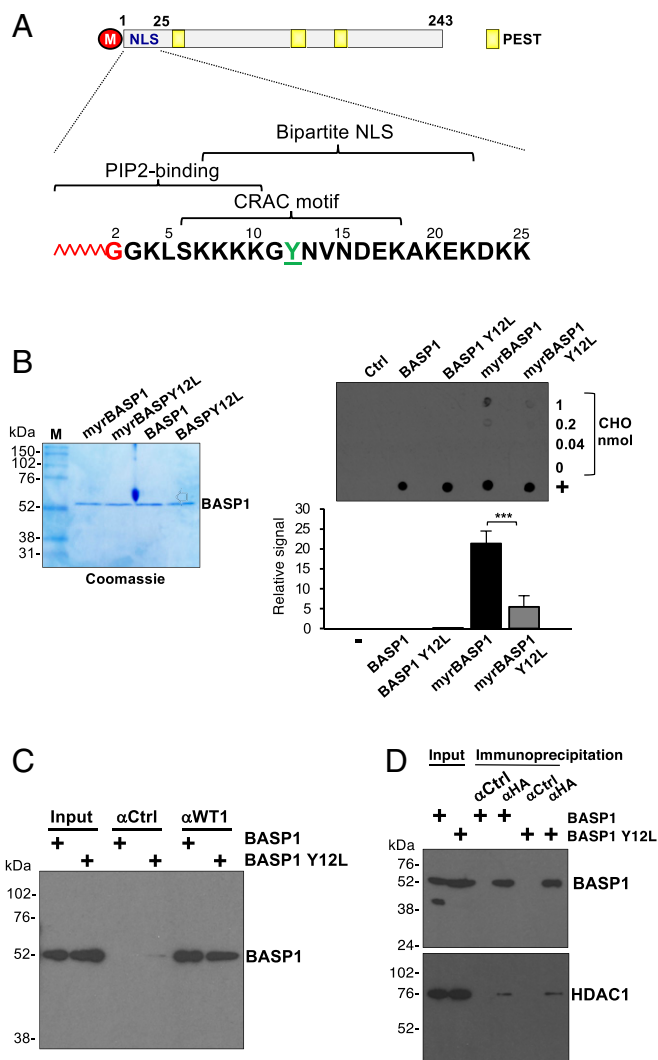 A
1 25 243
M NLS PEST
Bipartite NLS
PIP2-binding
CRAC motif
2 5 10 15 20 25
GGKLSKKKKGYNVNDEKAKEKDKK
B
kDa M myrBASP1 myrBASPY12L BASP1 BASPY12L
150-
102-
76-
52-
38-
31-
BASP1
Coomassie
Ctrl BASP1 BASP1 Y12L myrBASP1 myrBASP1 Y12L
1
0.2
0.04
0
+
CHO
nmol
Relative signal
30
25
20
15
10
5
0
***
- BASP1 BASP1 Y12L myrBASP1 myrBASP1 Y12L
C
Input αCtrl αWT1
+ + + BASP1
+ + + BASP1 Y12L
kDa
102-
76-
52-
38-
BASP1
D
Input Immunoprecipitation
αCtrl αHA αCtrl αHA
+ + + BASP1
+ + + BASP1 Y12L
kDa
76-
52-
38-
24-
BASP1
102-
76-
52-
HDAC1